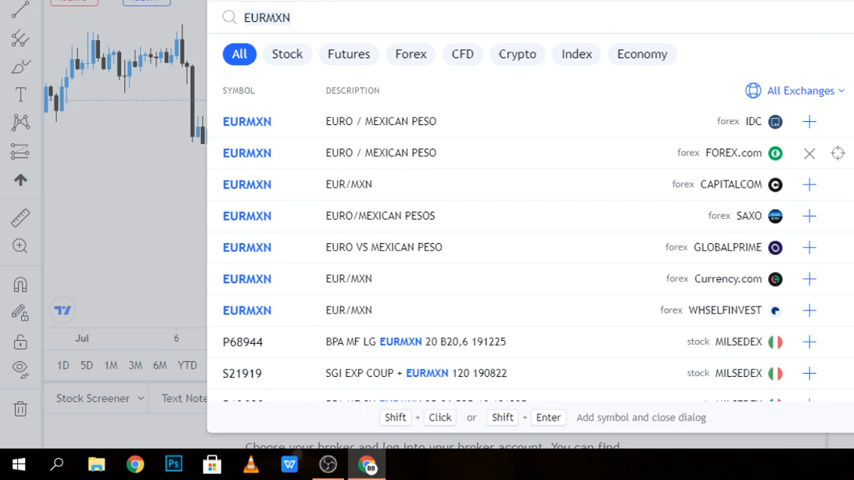 EURMXN
All Stock Futures Forex CFD Crypto Index Economy
SYMBOL DESCRIPTION All Exchanges
EURMXN EURO / MEXICAN PESO forex IDC
EURMXN EURO / MEXICAN PESO forex FOREX.com
EURMXN EUR/MXN forex CAPITALCOM
EURMXN EURO/MEXICAN PESOS forex SAXO
EURMXN EURO VS MEXICAN PESO forex GLOBALPRIME
EURMXN EUR/MXN forex Currency.com
EURMXN EUR/MXN forex WHSELFINVEST
P68944 BPA MF LG EURMXN 20 B20,6 191225 stock MILSEDEX
S21919 SGI EXP COUP + EURMXN 120 190822 stock MILSEDEX
Shift + Click or Shift + Enter Add symbol and close dialog
Jul 6
1D 5D 1M 3M 6M YTD
Stock Screener Text Note
Choose your broker and log into your broker account. You can find